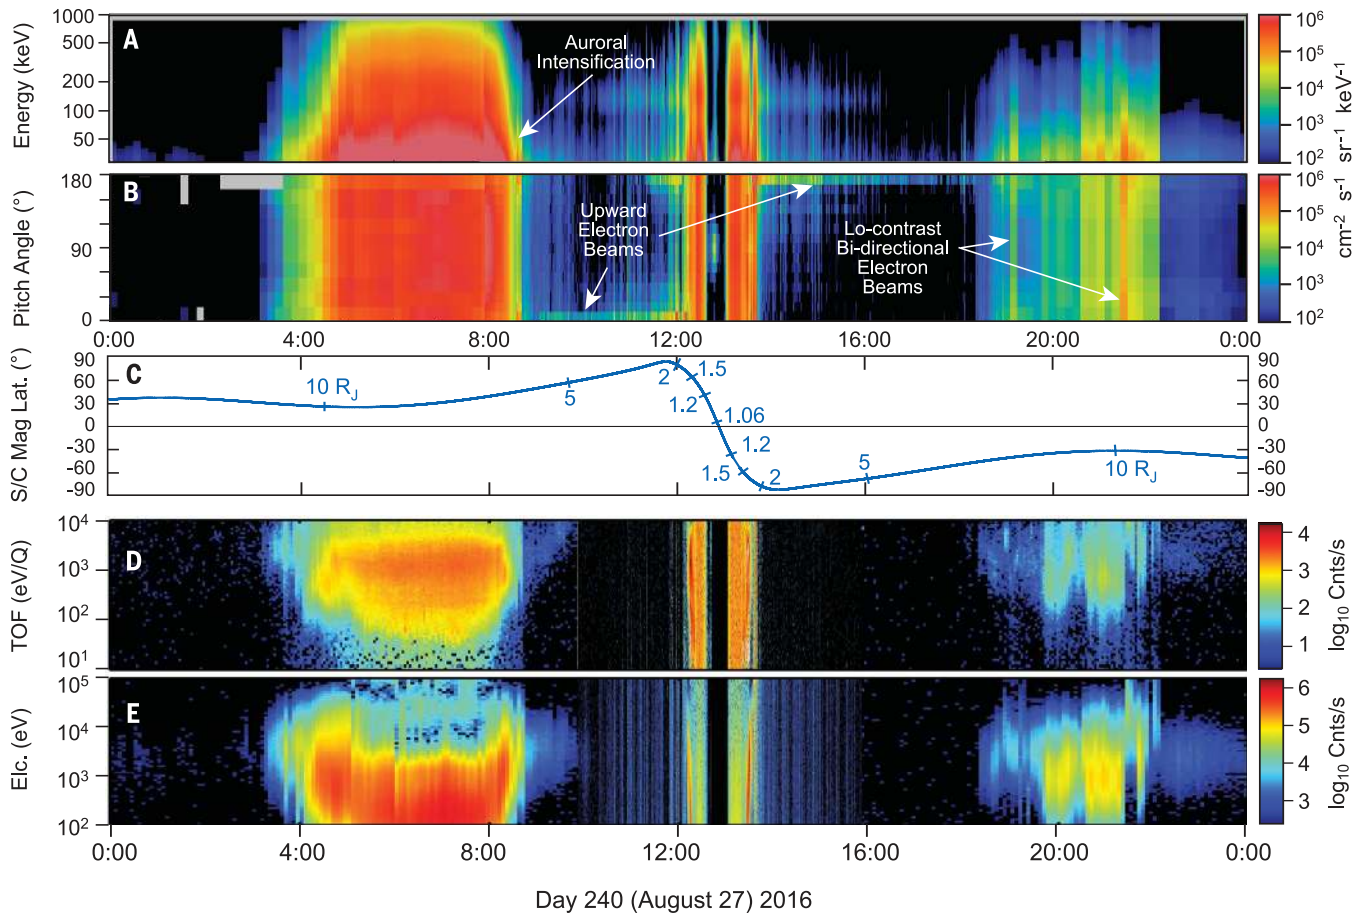 A
Energy (keV)
1000
500
200
100
50
Auroral
Intensification
10⁶
10⁵
10⁴
10³
10²
cm⁻² s⁻¹ sr⁻¹ keV⁻¹
B
Pitch Angle (°)
180
90
0
Upward
Electron
Beams
Lo-contrast
Bi-directional
Electron
Beams
10⁶
10⁵
10⁴
10³
10²
0:00 4:00 8:00 12:00 16:00 20:00 0:00
C
S/C Mag Lat. (°)
90
60
30
0
-30
-60
-90
10 R_J
5
2
1.5
1.2
1.06
1.2
1.5
2
5
10 R_J
90
60
30
0
-30
-60
-90
D
TOF (eV/Q)
10⁴
10³
10²
10¹
4
3
2
1
log₁₀ Cnts/s
E
Elc. (eV)
10⁵
10⁴
10³
10²
6
5
4
3
log₁₀ Cnts/s
0:00 4:00 8:00 12:00 16:00 20:00 0:00
Day 240 (August 27) 2016